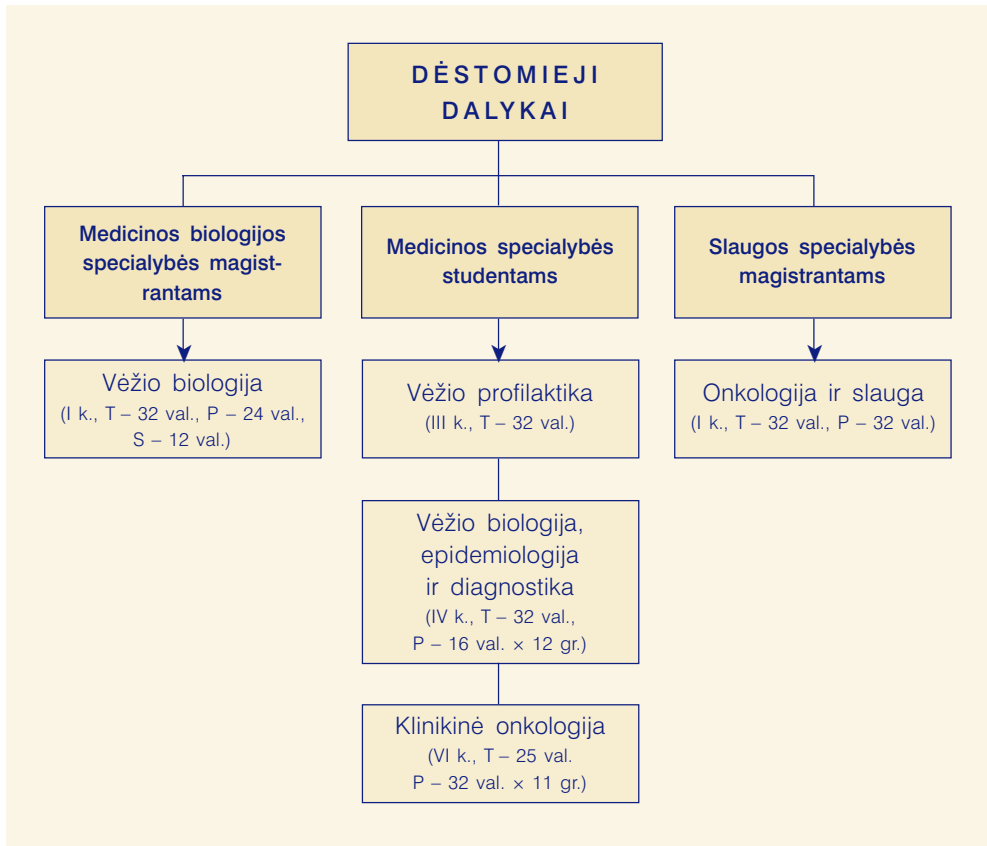 DĖSTOMIEJI
DALYKAI
Medicinos biologijos
specialybės magist-
rantams
Vėžio biologija
(I k., T – 32 val., P – 24 val.,
S – 12 val.)
Medicinos specialybės
studentams
Vėžio profilaktika
(III k., T – 32 val.)
Vėžio biologija,
epidemiologija
ir diagnostika
(IV k., T – 32 val.,
P – 16 val. × 12 gr.)
Klinikinė onkologija
(VI k., T – 25 val.
P – 32 val. × 11 gr.)
Slaugos specialybės
magistrantams
Onkologija ir slauga
(I k., T – 32 val., P – 32 val.)